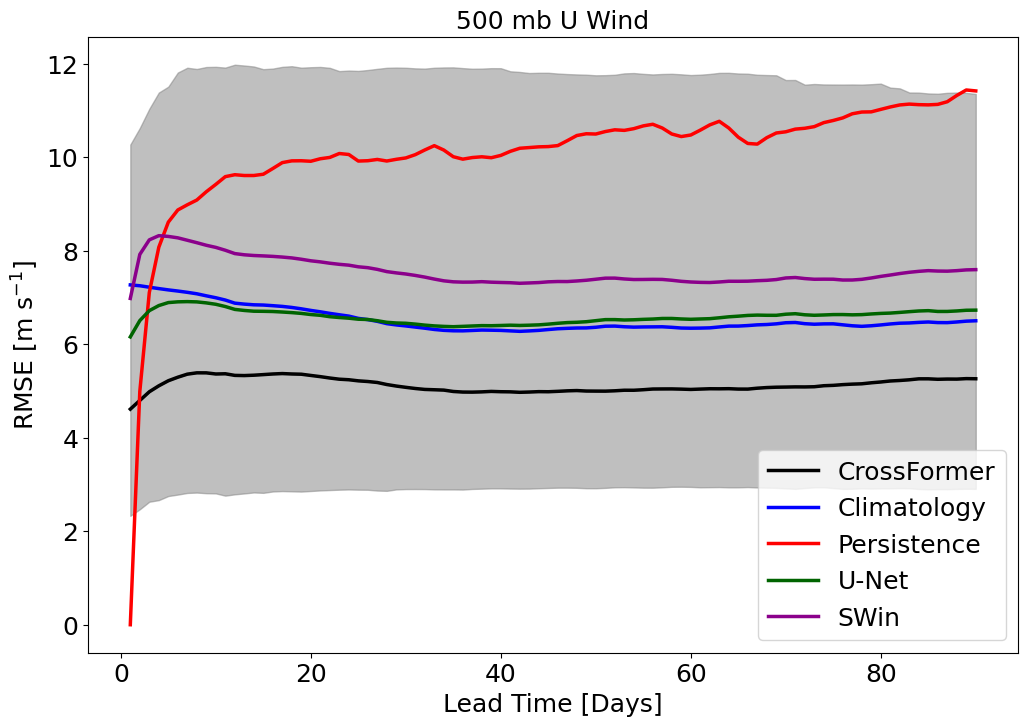 500 mb U Wind
RMSE [m s⁻¹]
12
10
8
6
4
2
0
0 20 40 60 80
Lead Time [Days]
CrossFormer
Climatology
Persistence
U-Net
SWin